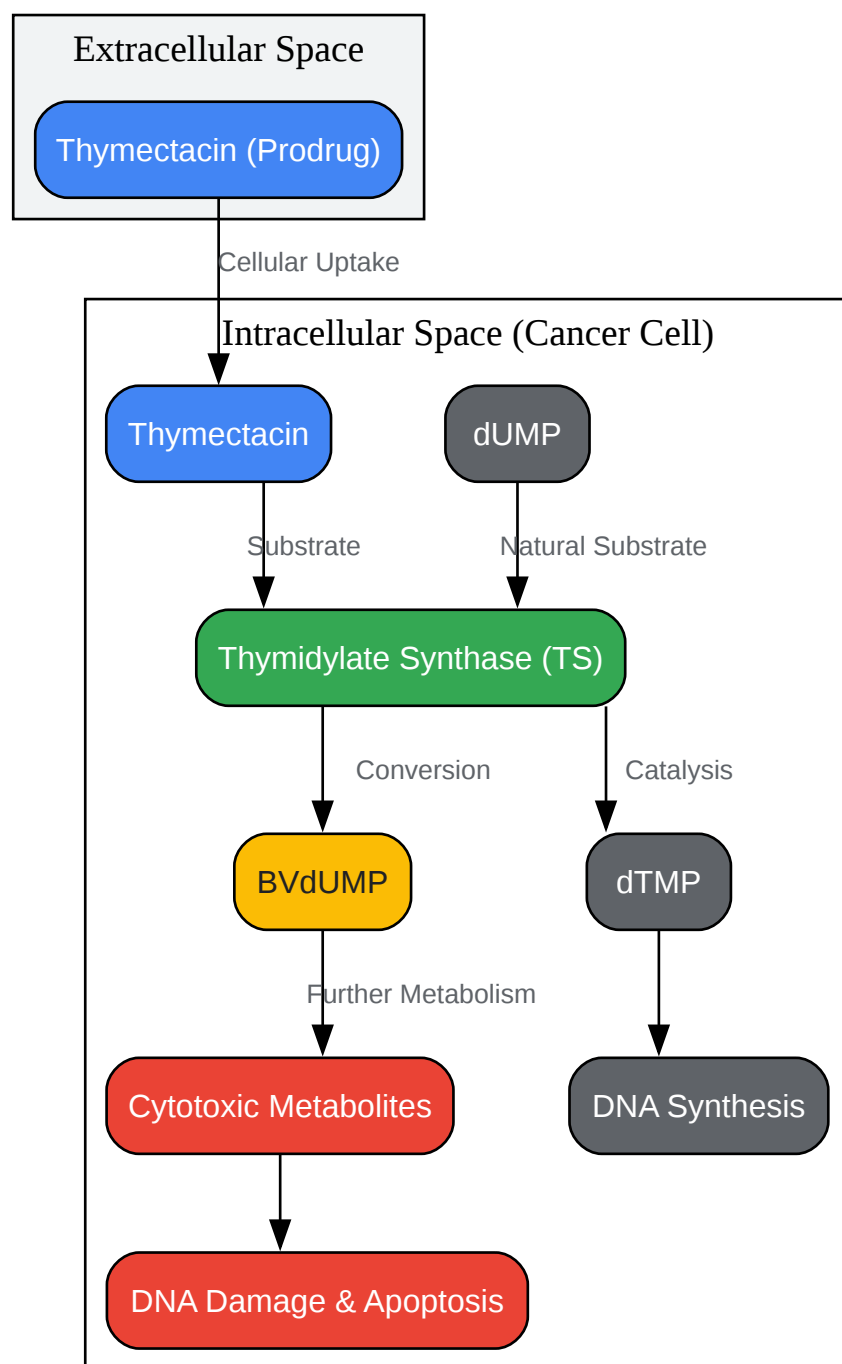 Extracellular Space
Thymectacin (Prodrug)
Cellular Uptake
Intracellular Space (Cancer Cell)
Thymectacin
dUMP
Substrate
Natural Substrate
Thymidylate Synthase (TS)
Conversion
Catalysis
BVdUMP
dTMP
Further Metabolism
Cytotoxic Metabolites
DNA Synthesis
DNA Damage & Apoptosis